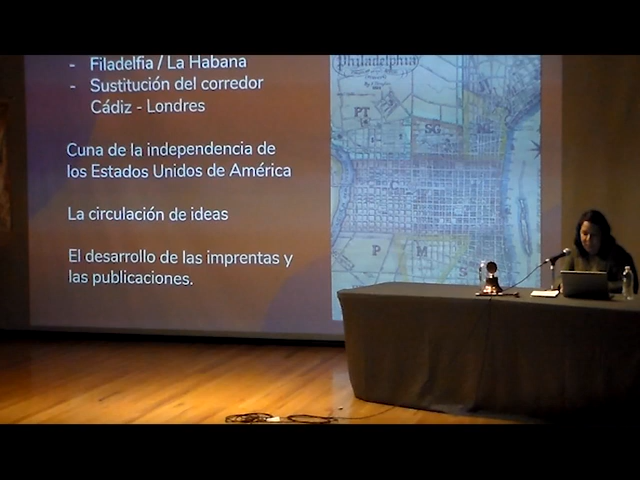 - Filadelfia / La Habana
- Sustitución del corredor
Cádiz - Londres
Cuna de la independencia de
los Estados Unidos de América
La circulación de ideas
El desarrollo de las imprentas y
las publicaciones.
Philadelphia
PT
SG
NL
C
P
M
S